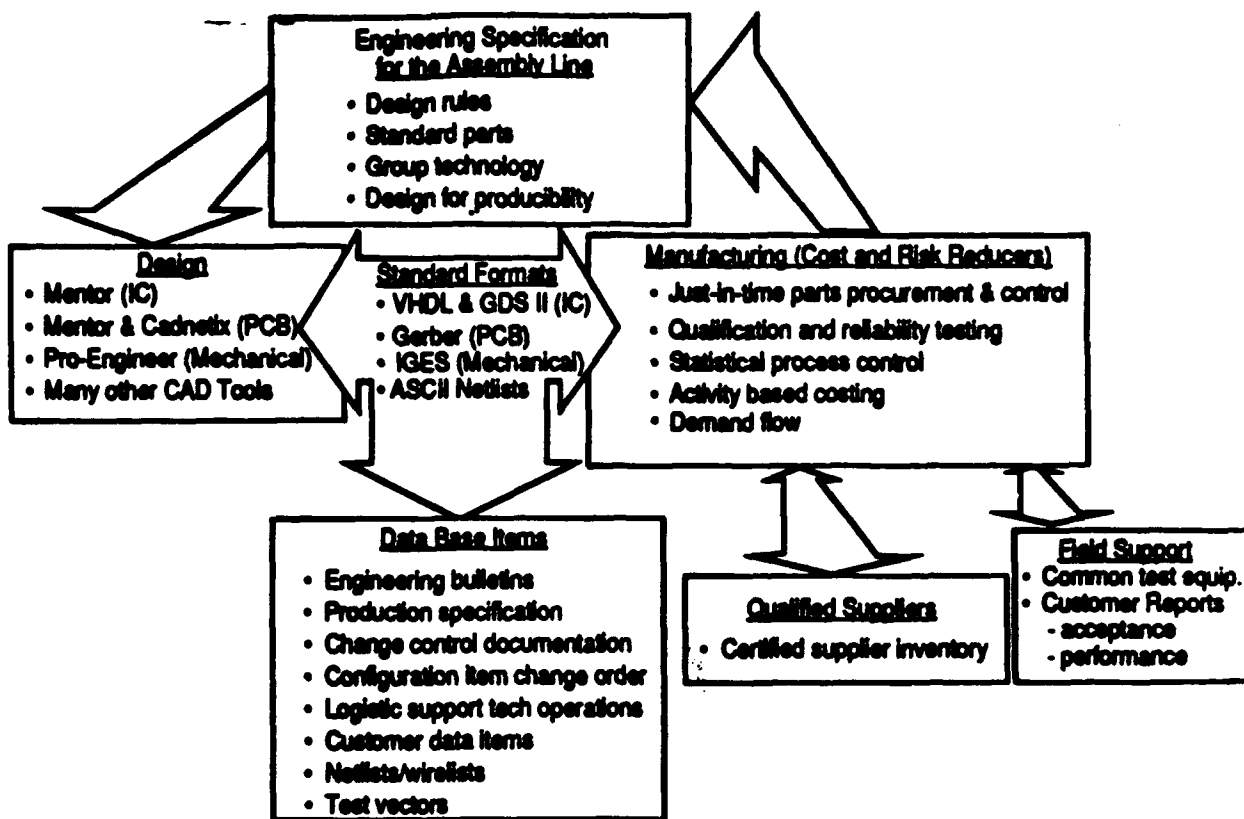 Engineering Specification
for the Assembly Line
• Design rules
• Standard parts
• Group technology
• Design for producibility
Design
• Mentor (IC)
• Mentor & Cadnetix (PCB)
• Pro-Engineer (Mechanical)
• Many other CAD Tools
Standard Formats
• VHDL & GDS II (IC)
• Gerber (PCB)
• IGES (Mechanical)
• ASCII Netlists
Manufacturing (Cost and Risk Reducers)
• Just-in-time parts procurement & control
• Qualification and reliability testing
• Statistical process control
• Activity based costing
• Demand flow
Data Base Items
• Engineering bulletins
• Production specification
• Change control documentation
• Configuration item change order
• Logistic support tech operations
• Customer data items
• Netlists/wirelists
• Test vectors
Qualified Suppliers
• Certified supplier inventory
Field Support
• Common test equip.
• Customer Reports
- acceptance
- performance